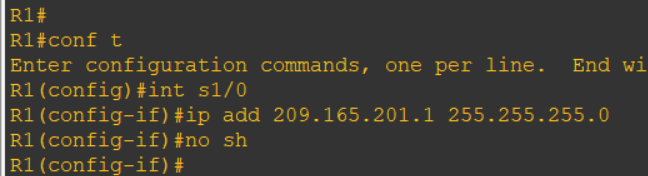 R1#
R1#conf t
Enter configuration commands, one per line.  End wi
R1(config)#int s1/0
R1(config-if)#ip add 209.165.201.1 255.255.255.0
R1(config-if)#no sh
R1(config-if)#